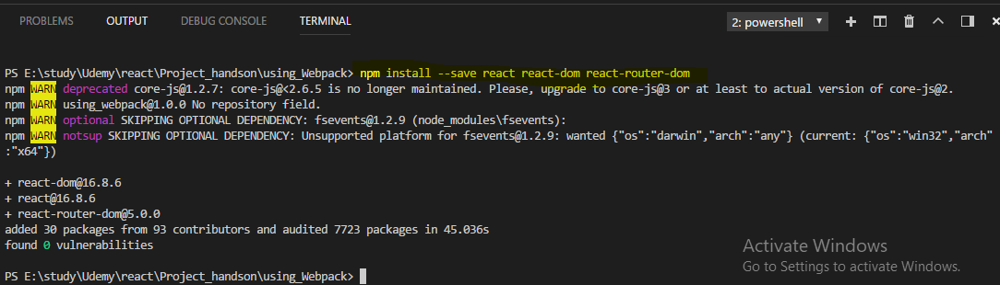 PROBLEMS OUTPUT DEBUG CONSOLE TERMINAL 2: powershell
PS E:\study\Udemy\react\Project_handson\using_Webpack> npm install --save react react-dom react-router-dom
npm WARN deprecated core-js@1.2.7: core-js@<2.6.5 is no longer maintained. Please, upgrade to core-js@3 or at least to actual version of core-js@2.
npm WARN using_webpack@1.0.0 No repository field.
npm WARN optional SKIPPING OPTIONAL DEPENDENCY: fsevents@1.2.9 (node_modules\fsevents):
npm WARN notsup SKIPPING OPTIONAL DEPENDENCY: Unsupported platform for fsevents@1.2.9: wanted {"os":"darwin","arch":"any"} (current: {"os":"win32","arch"
:"x64"})
+ react-dom@16.8.6
+ react@16.8.6
+ react-router-dom@5.0.0
added 30 packages from 93 contributors and audited 7723 packages in 45.036s
found 0 vulnerabilities
Activate Windows
Go to Settings to activate Windows.
PS E:\study\Udemy\react\Project_handson\using_Webpack>